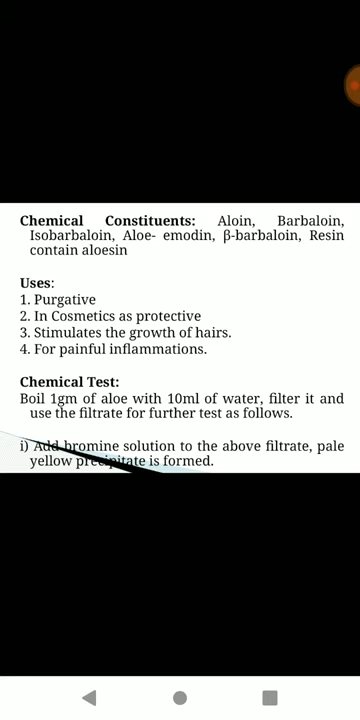 Chemical Constituents: Aloin, Barbaloin,
Isobarbaloin, Aloe- emodin, β-barbaloin, Resin
contain aloesin
Uses:
1. Purgative
2. In Cosmetics as protective
3. Stimulates the growth of hairs.
4. For painful inflammations.
Chemical Test:
Boil 1gm of aloe with 10ml of water, filter it and
use the filtrate for further test as follows.
i) Add bromine solution to the above filtrate, pale
yellow precipitate is formed.